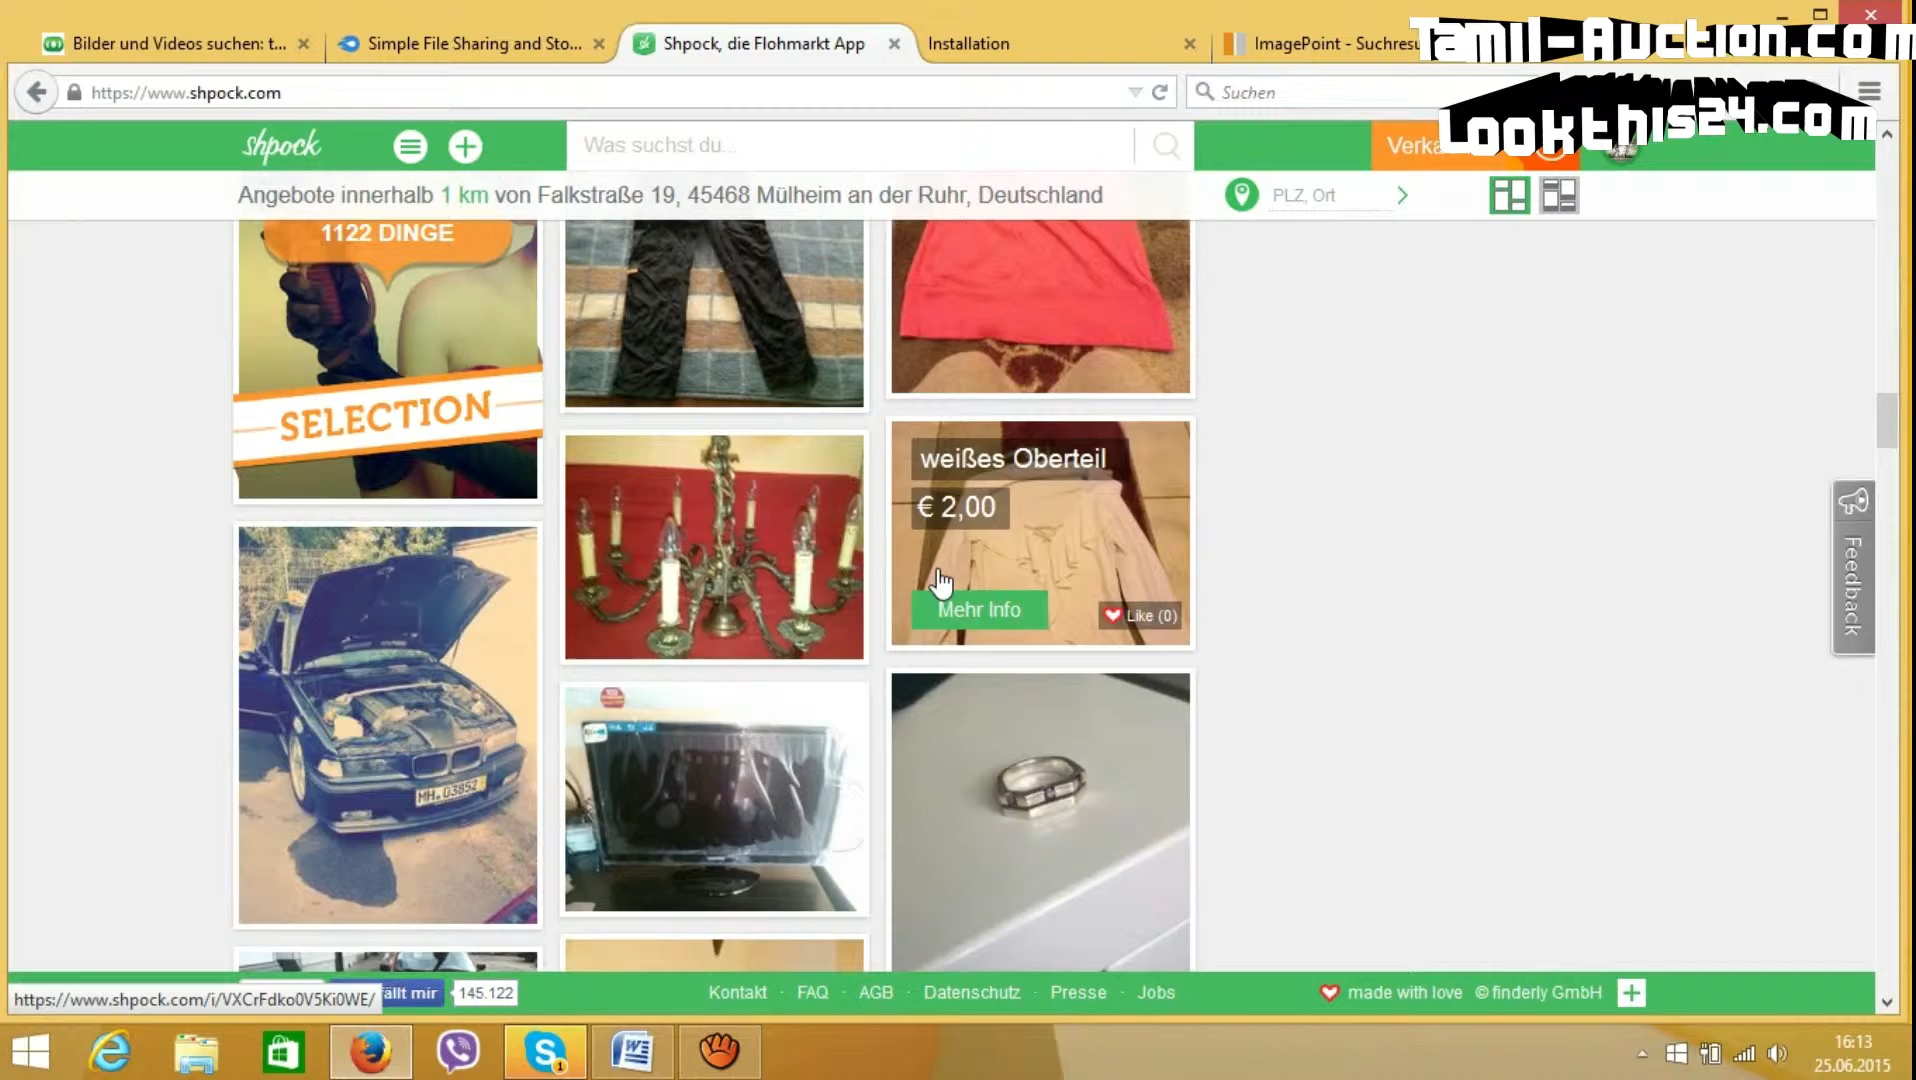 Tamil-Auction.com
Lookthis24.com
Bilder und Videos suchen: t...
Simple File Sharing and Sto...
Shpock, die Flohmarkt App
Installation
ImagePoint - Suchresu
https://www.shpock.com
Suchen
shpock
Was suchst du...
Verka
Angebote innerhalb 1 km von Falkstraße 19, 45468 Mülheim an der Ruhr, Deutschland
PLZ, Ort
1122 DINGE
SELECTION
weißes Oberteil
€ 2,00
Mehr Info
Like (0)
Feedback
MH 03852
https://www.shpock.com/i/VXCrFdko0V5Ki0WE/
ällt mir
145.122
Kontakt · FAQ · AGB · Datenschutz · Presse · Jobs
made with love © finderly GmbH
16:13
25.06.2015